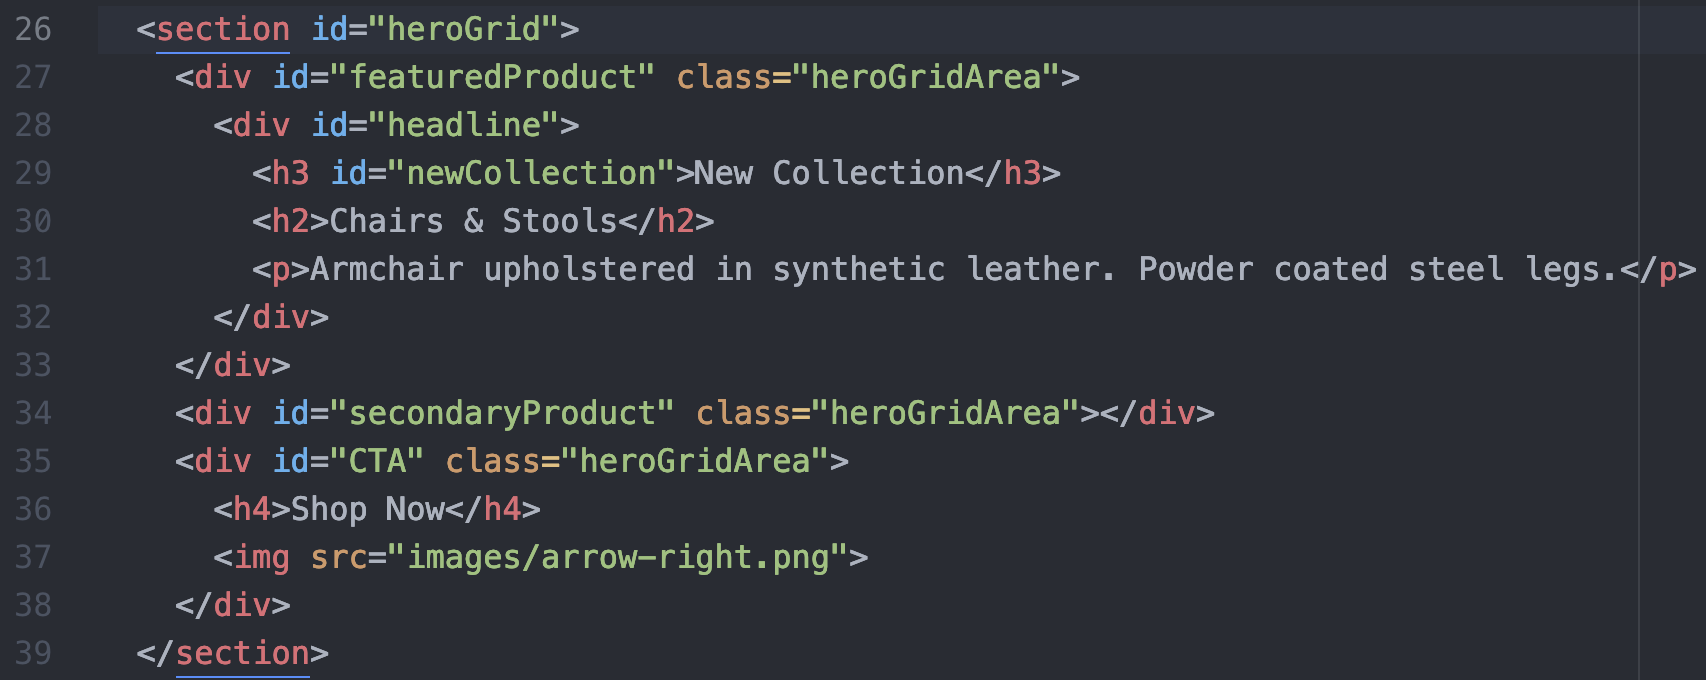 26 <section id="heroGrid">
27 <div id="featuredProduct" class="heroGridArea">
28 <div id="headline">
29 <h3 id="newCollection">New Collection</h3>
30 <h2>Chairs & Stools</h2>
31 <p>Armchair upholstered in synthetic leather. Powder coated steel legs.</p>
32 </div>
33 </div>
34 <div id="secondaryProduct" class="heroGridArea"></div>
35 <div id="CTA" class="heroGridArea">
36 <h4>Shop Now</h4>
37 <img src="images/arrow-right.png">
38 </div>
39 </section>